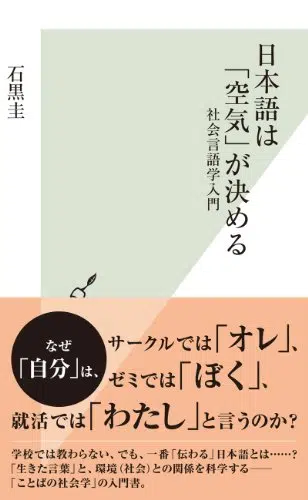 日本語は
「空気」が決める
社会言語学入門
石黒圭
なぜ
「自分」は、
サークルでは「オレ」、
ゼミでは「ぼく」、
就活では「わたし」と言うのか?
学校では教わらない、でも、一番「伝わる」日本語とは……?
「生きた言葉」と、環境（社会）との関係を科学する——
「ことばの社会学」の入門書。